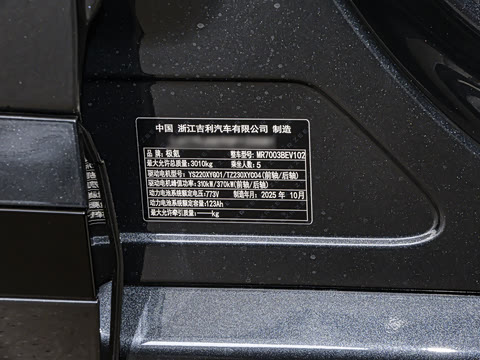 中国 浙江吉利汽车有限公司 制造
品牌：极氪 整车型号：MR7003BEV102
最大允许总质量：3010kg 乘坐人数：5
驱动电机型号：YS220XYG01/TZ230XY004(前轴/后轴)
驱动电机峰值功率：310kW/370kW(前轴/后轴)
动力电池系统额定电压：773V 制造年月：2025 年 10月
动力电池系统额定容量：123Ah
最大允许牵引质量：——kg